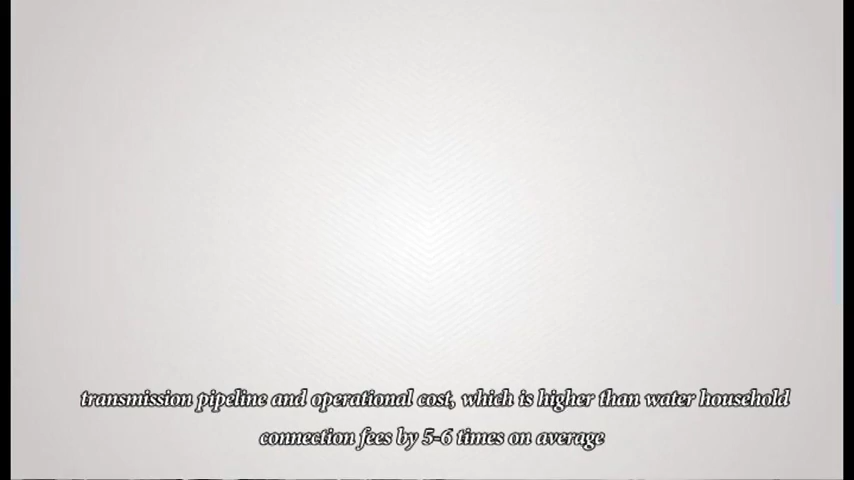 transmission pipeline and operational cost, which is higher than water household
connection fees by 5-6 times on average